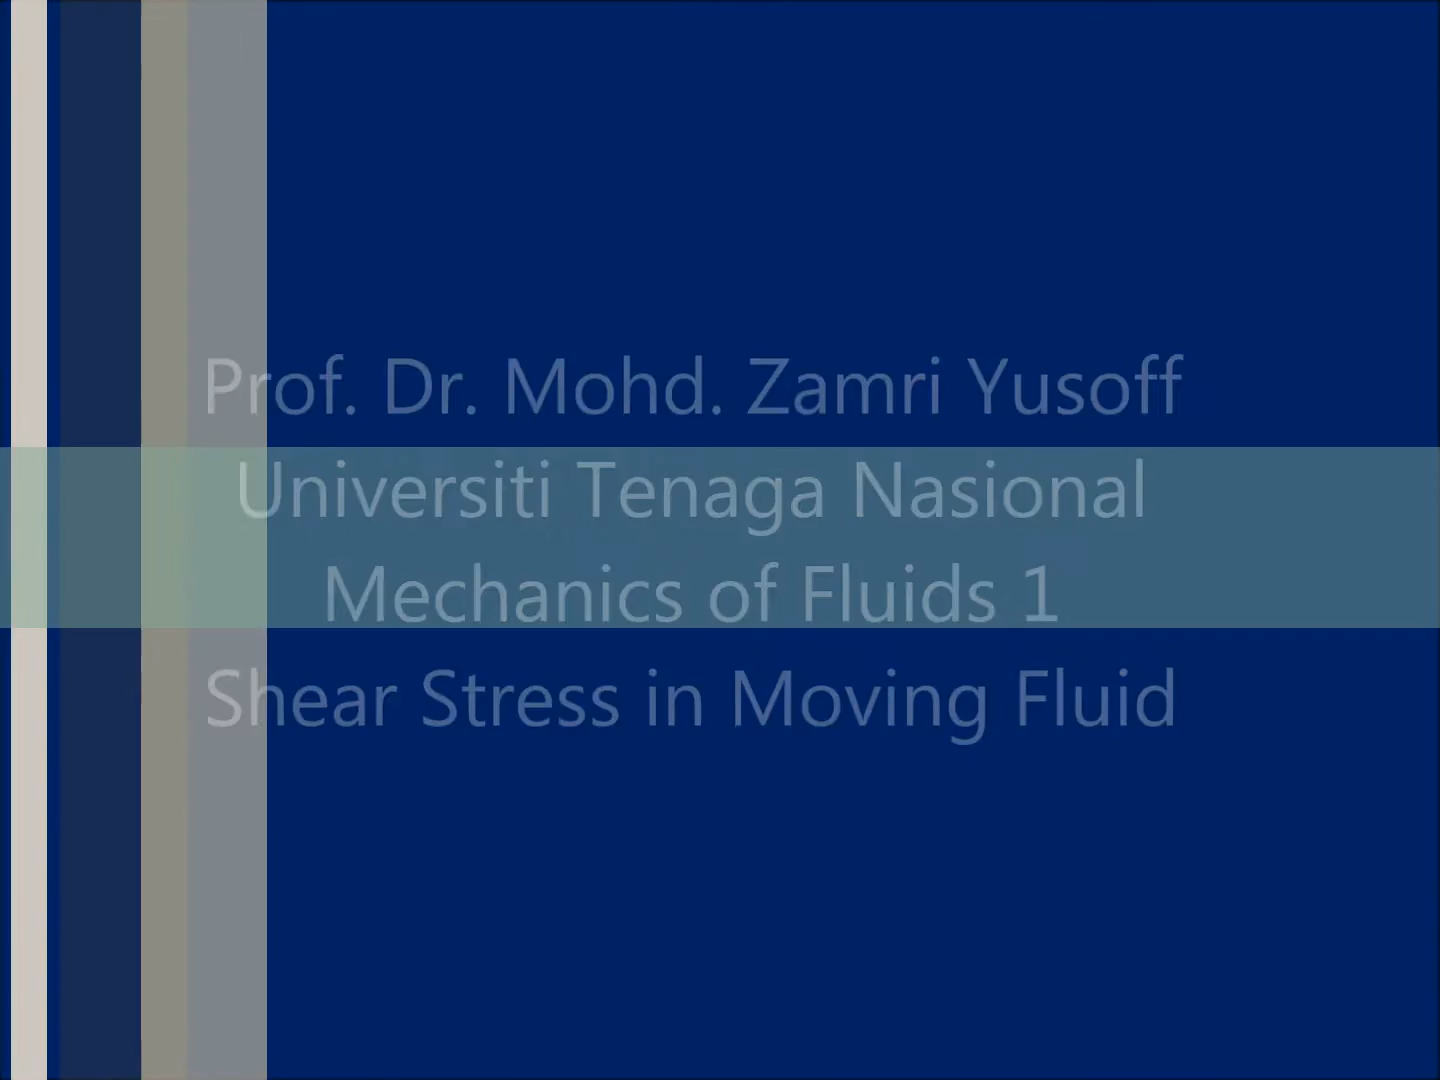 Prof. Dr. Mohd. Zamri Yusoff
Universiti Tenaga Nasional
Mechanics of Fluids 1
Shear Stress in Moving Fluid